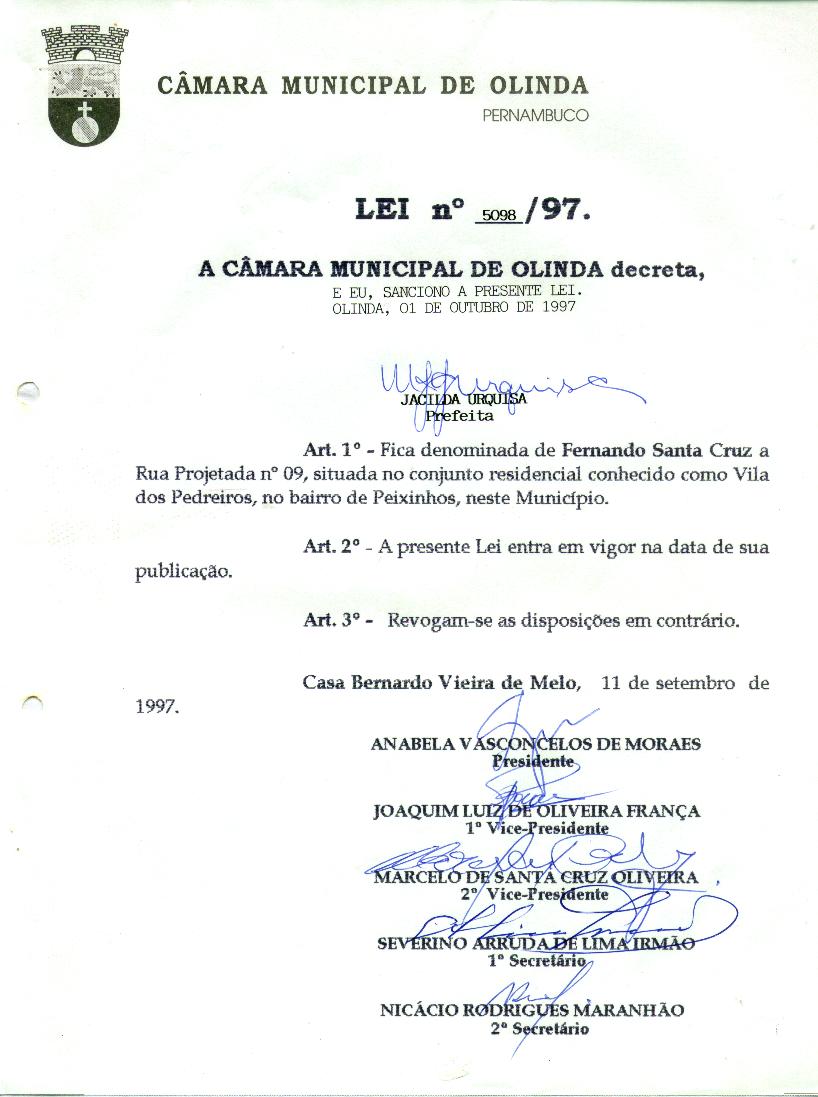 CÂMARA MUNICIPAL DE OLINDA
PERNAMBUCO
LEI nº 5098/97.
A CÂMARA MUNICIPAL DE OLINDA decreta,
E EU, SANCIONO A PRESENTE LEI.
OLINDA, 01 DE OUTUBRO DE 1997
JACILDA URQUISA
Prefeita
Art. 1º - Fica denominada de Fernando Santa Cruz a
Rua Projetada nº 09, situada no conjunto residencial conhecido como Vila
dos Pedreiros, no bairro de Peixinhos, neste Município.
Art. 2º - A presente Lei entra em vigor na data de sua
publicação.
Art. 3º - Revogam-se as disposições em contrário.
Casa Bernardo Vieira de Melo, 11 de setembro de
1997.
ANABELA VASCONCELOS DE MORAES
Presidente
JOAQUIM LUIZ DE OLIVEIRA FRANÇA
1º Vice-Presidente
MARCELO DE SANTA CRUZ OLIVEIRA
2º Vice-Presidente
SEVERINO ARRUDA DE LIMA IRMÃO
1º Secretário
NICÁCIO RODRIGUES MARANHÃO
2º Secretário